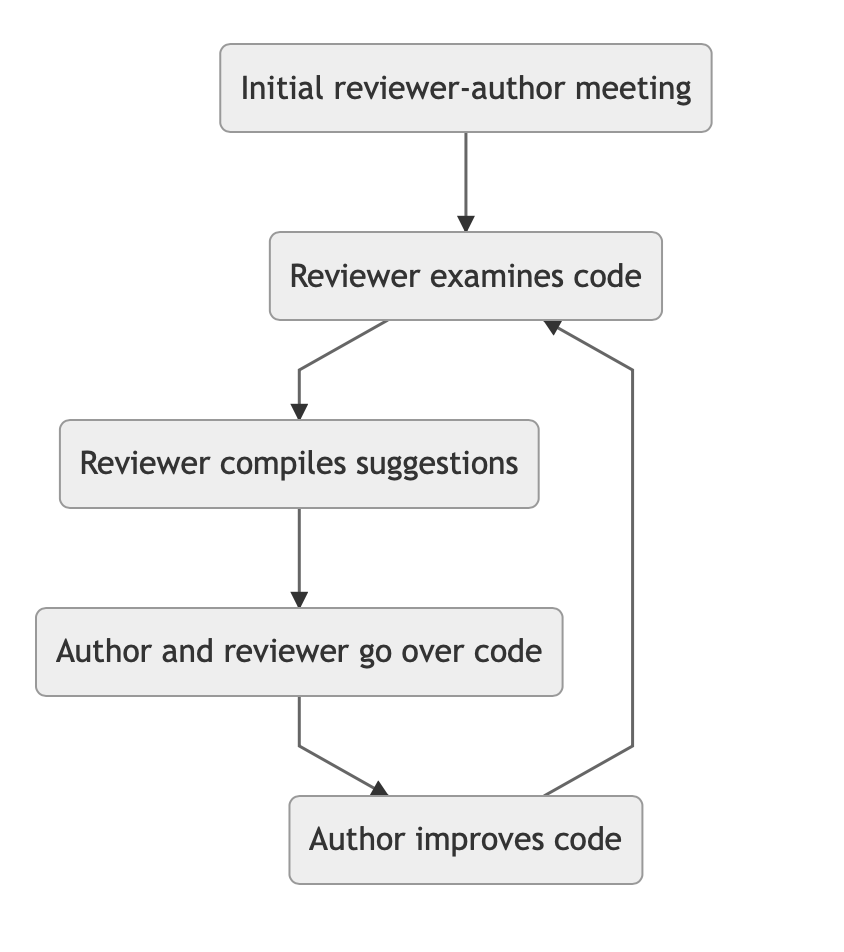 Initial reviewer-author meeting
Reviewer examines code
Reviewer compiles suggestions
Author and reviewer go over code
Author improves code